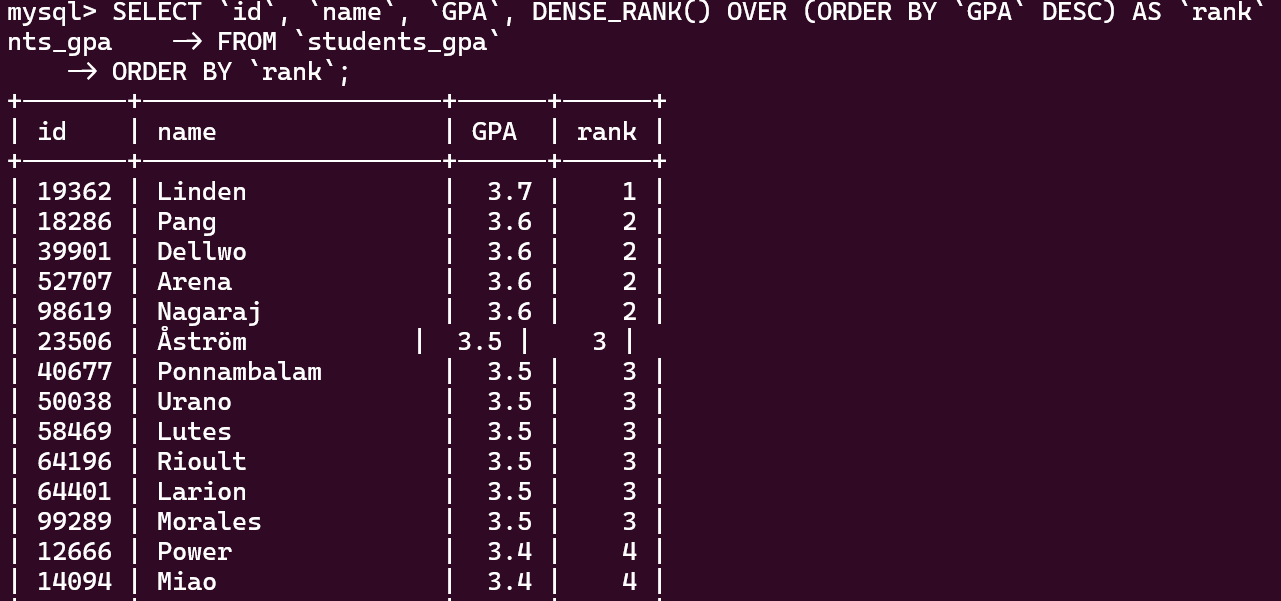 mysql> SELECT `id`, `name`, `GPA`, DENSE_RANK() OVER (ORDER BY `GPA` DESC) AS `rank`
nts_gpa    -> FROM `students_gpa`
    -> ORDER BY `rank`;
+-------+--------------------+------+------+
| id    | name               | GPA  | rank |
+-------+--------------------+------+------+
| 19362 | Linden             |  3.7 |    1 |
| 18286 | Pang               |  3.6 |    2 |
| 39901 | Dellwo             |  3.6 |    2 |
| 52707 | Arena              |  3.6 |    2 |
| 98619 | Nagaraj            |  3.6 |    2 |
| 23506 | Åström           |  3.5 |    3 |
| 40677 | Ponnambalam        |  3.5 |    3 |
| 50038 | Urano              |  3.5 |    3 |
| 58469 | Lutes              |  3.5 |    3 |
| 64196 | Rioult             |  3.5 |    3 |
| 64401 | Larion             |  3.5 |    3 |
| 99289 | Morales            |  3.5 |    3 |
| 12666 | Power              |  3.4 |    4 |
| 14094 | Miao               |  3.4 |    4 |